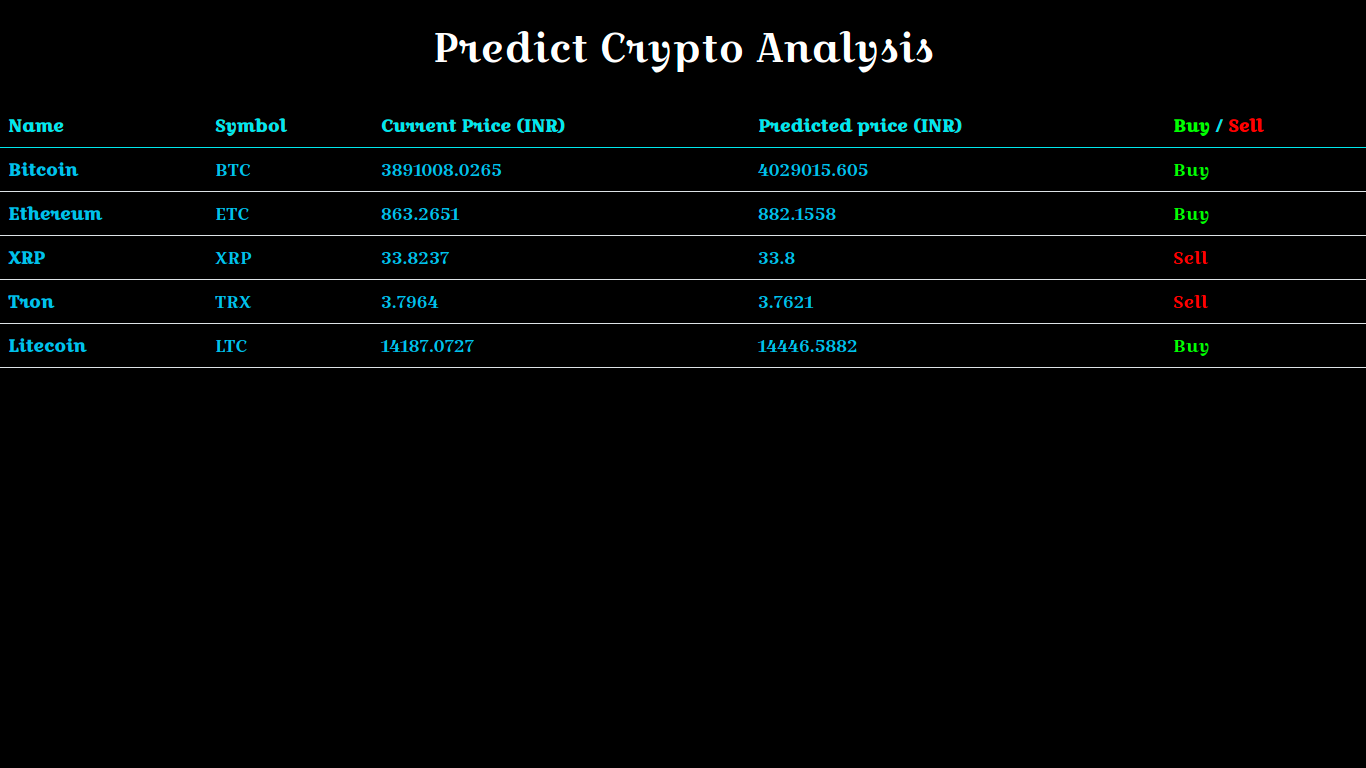 Predict Crypto Analysis
Name Symbol Current Price (INR) Predicted price (INR) Buy / Sell
Bitcoin BTC 3891008.0265 4029015.605 Buy
Ethereum ETC 863.2651 882.1558 Buy
XRP XRP 33.8237 33.8 Sell
Tron TRX 3.7964 3.7621 Sell
Litecoin LTC 14187.0727 14446.5882 Buy